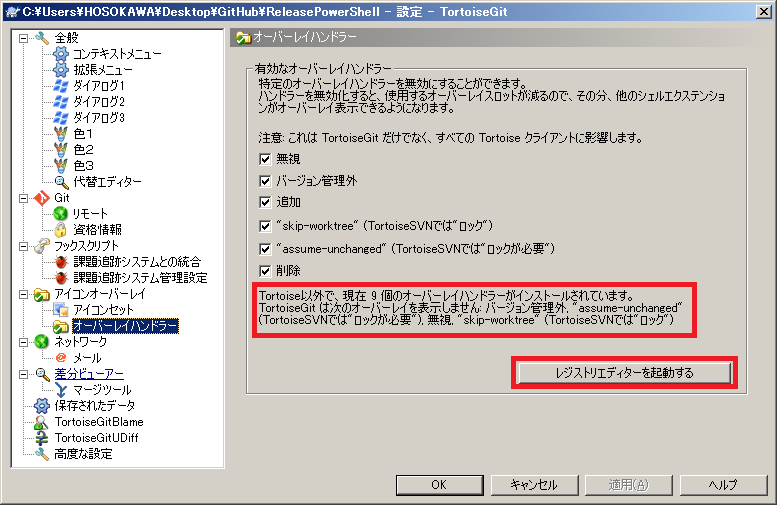 C:¥Users¥HOSOKAWA¥Desktop¥GitHub¥ReleasePowerShell - 設定 - TortoiseGit
全般
コンテキストメニュー
拡張メニュー
ダイアログ1
ダイアログ2
ダイアログ3
色1
色2
色3
代替エディター
Git
リモート
資格情報
フックスクリプト
課題追跡システムとの統合
課題追跡システム管理設定
アイコンオーバーレイ
アイコンセット
オーバーレイハンドラー
ネットワーク
メール
差分ビューアー
マージツール
保存されたデータ
TortoiseGitBlame
TortoiseGitUDiff
高度な設定
オーバーレイハンドラー
有効なオーバーレイハンドラー
特定のオーバーレイハンドラーを無効にすることができます。
ハンドラーを無効化すると、使用するオーバーレイスロットが減るので、その分、他のシェルエクステンショ
ンがオーバーレイ表示できるようになります。
注意: これは TortoiseGit だけでなく、すべての Tortoise クライアントに影響します。
無視
バージョン管理外
追加
"skip-worktree" (TortoiseSVNでは"ロック")
"assume-unchanged" (TortoiseSVNでは"ロックが必要")
削除
Tortoise以外で、現在 9 個のオーバーレイハンドラーがインストールされています。
TortoiseGit は次のオーバーレイを表示しません: バージョン管理外, "assume-unchanged"
(TortoiseSVNでは"ロックが必要"), 無視, "skip-worktree" (TortoiseSVNでは"ロック")
レジストリエディターを起動する
OK
キャンセル
適用(A)
ヘルプ